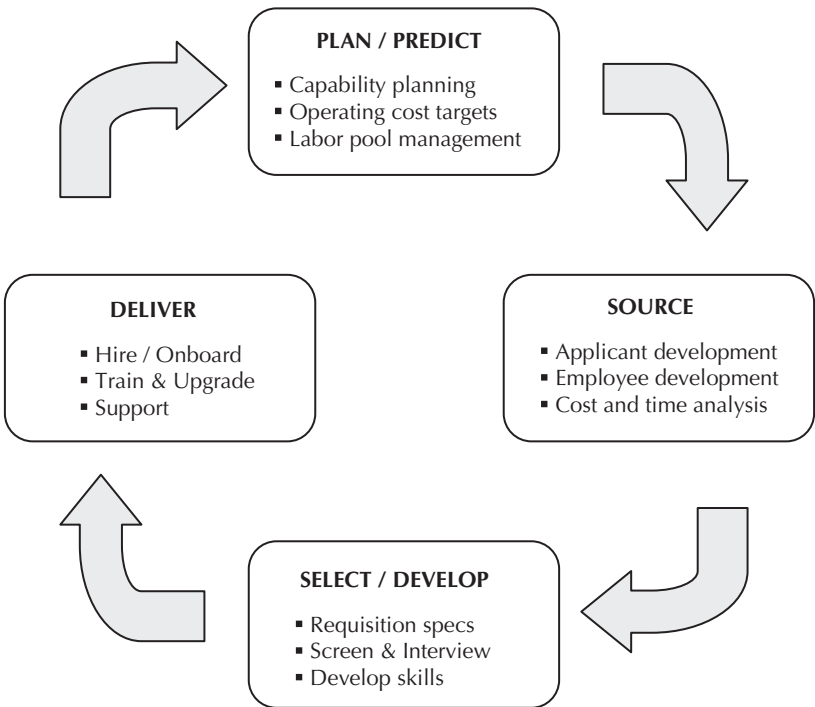 PLAN / PREDICT
▪ Capability planning
▪ Operating cost targets
▪ Labor pool management
SOURCE
▪ Applicant development
▪ Employee development
▪ Cost and time analysis
SELECT / DEVELOP
▪ Requisition specs
▪ Screen & Interview
▪ Develop skills
DELIVER
▪ Hire / Onboard
▪ Train & Upgrade
▪ Support